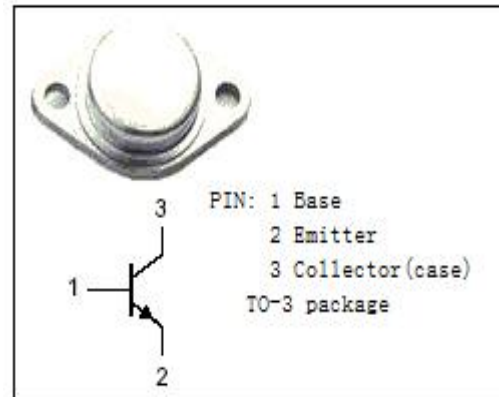 3
PIN: 1 Base
2 Emitter
3 Collector(case)
1
TO-3 package
2